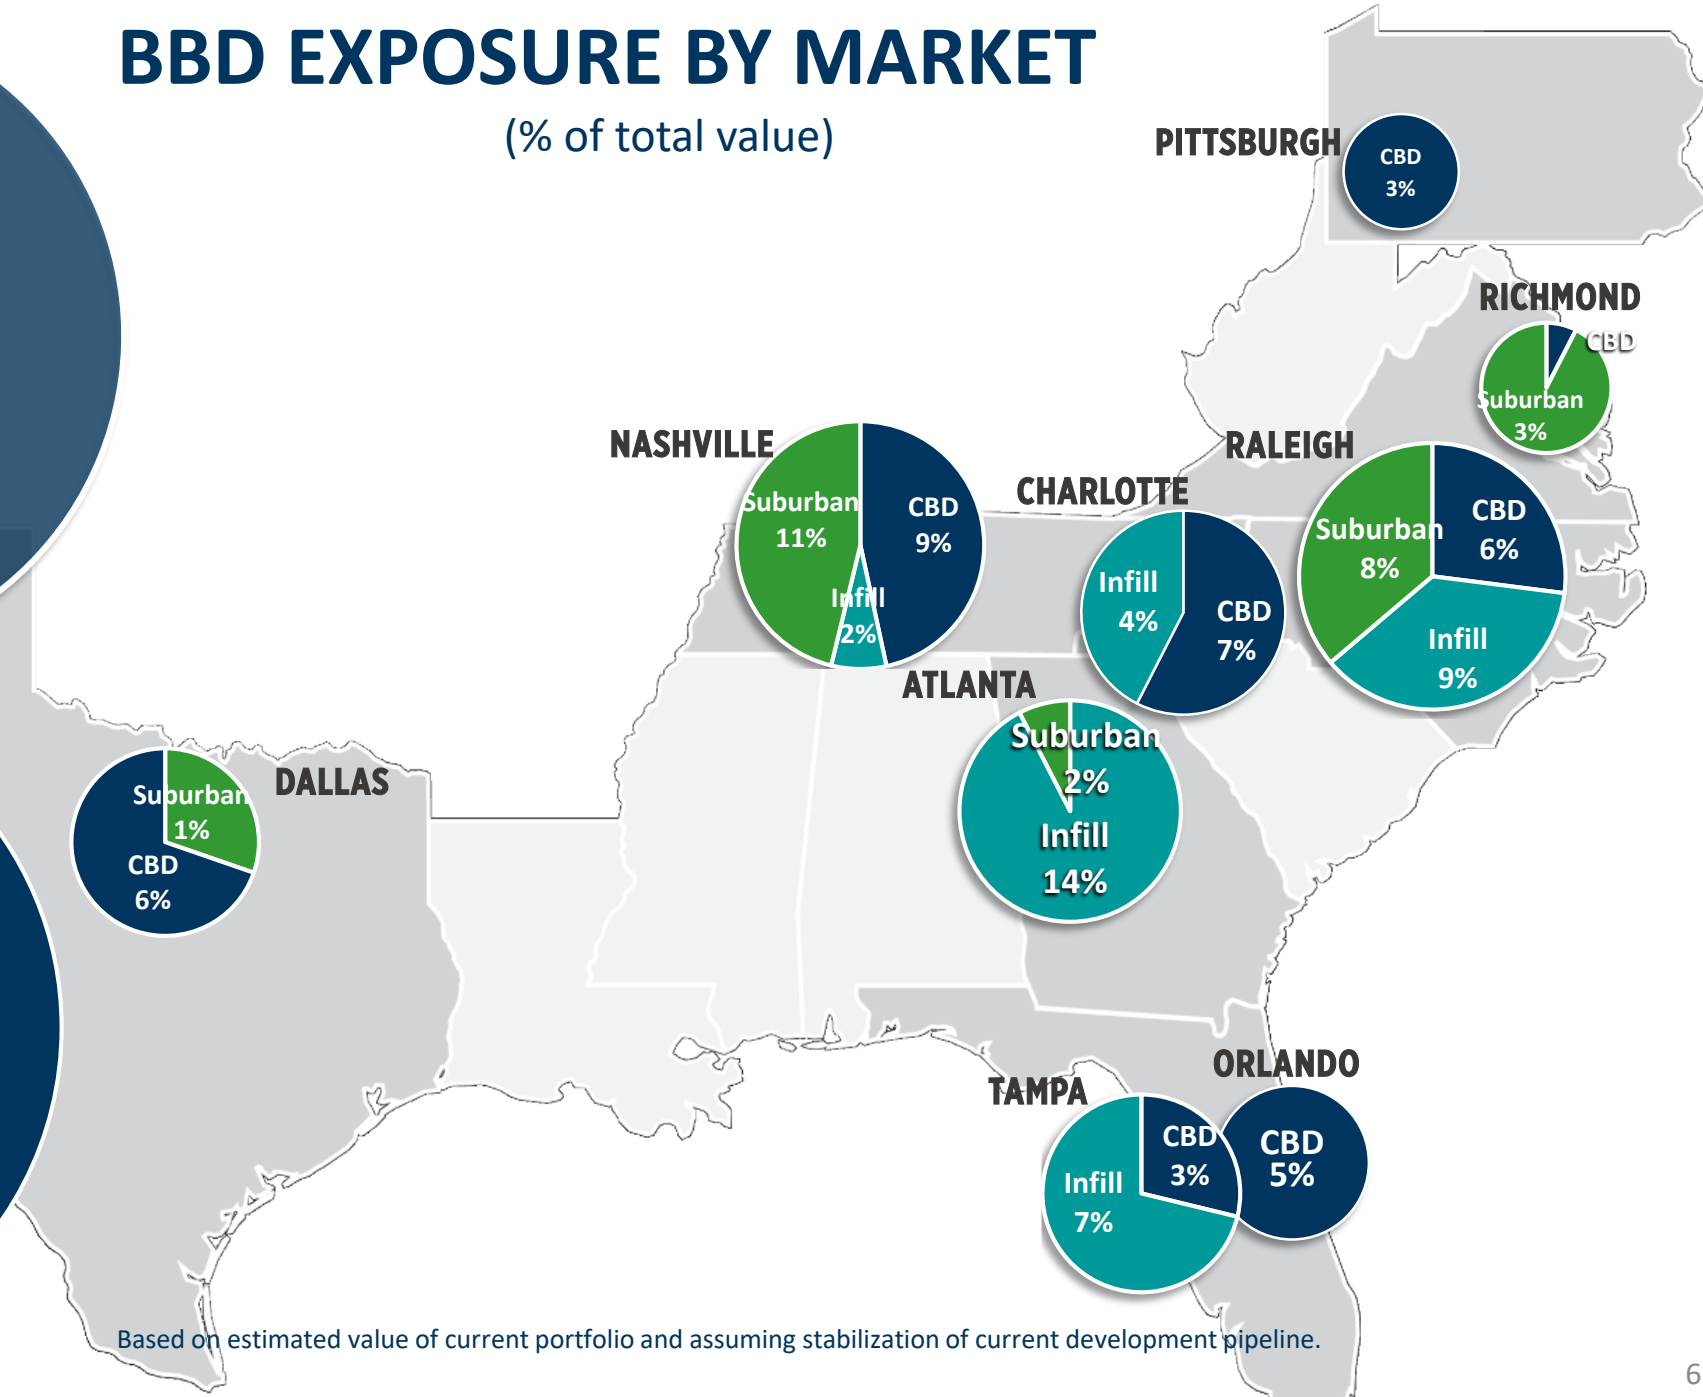 BBD EXPOSURE BY MARKET
(% of total value)
PITTSBURGH
CBD
3%
RICHMOND
CBD
Suburban
3%
NASHVILLE
Suburban
11%
CBD
9%
Infill
2%
CHARLOTTE
Infill
4%
CBD
7%
RALEIGH
Suburban
8%
CBD
6%
Infill
9%
ATLANTA
Suburban
2%
Infill
14%
DALLAS
Suburban
1%
CBD
6%
TAMPA
CBD
3%
Infill
7%
ORLANDO
CBD
5%
Based on estimated value of current portfolio and assuming stabilization of current development pipeline.
6